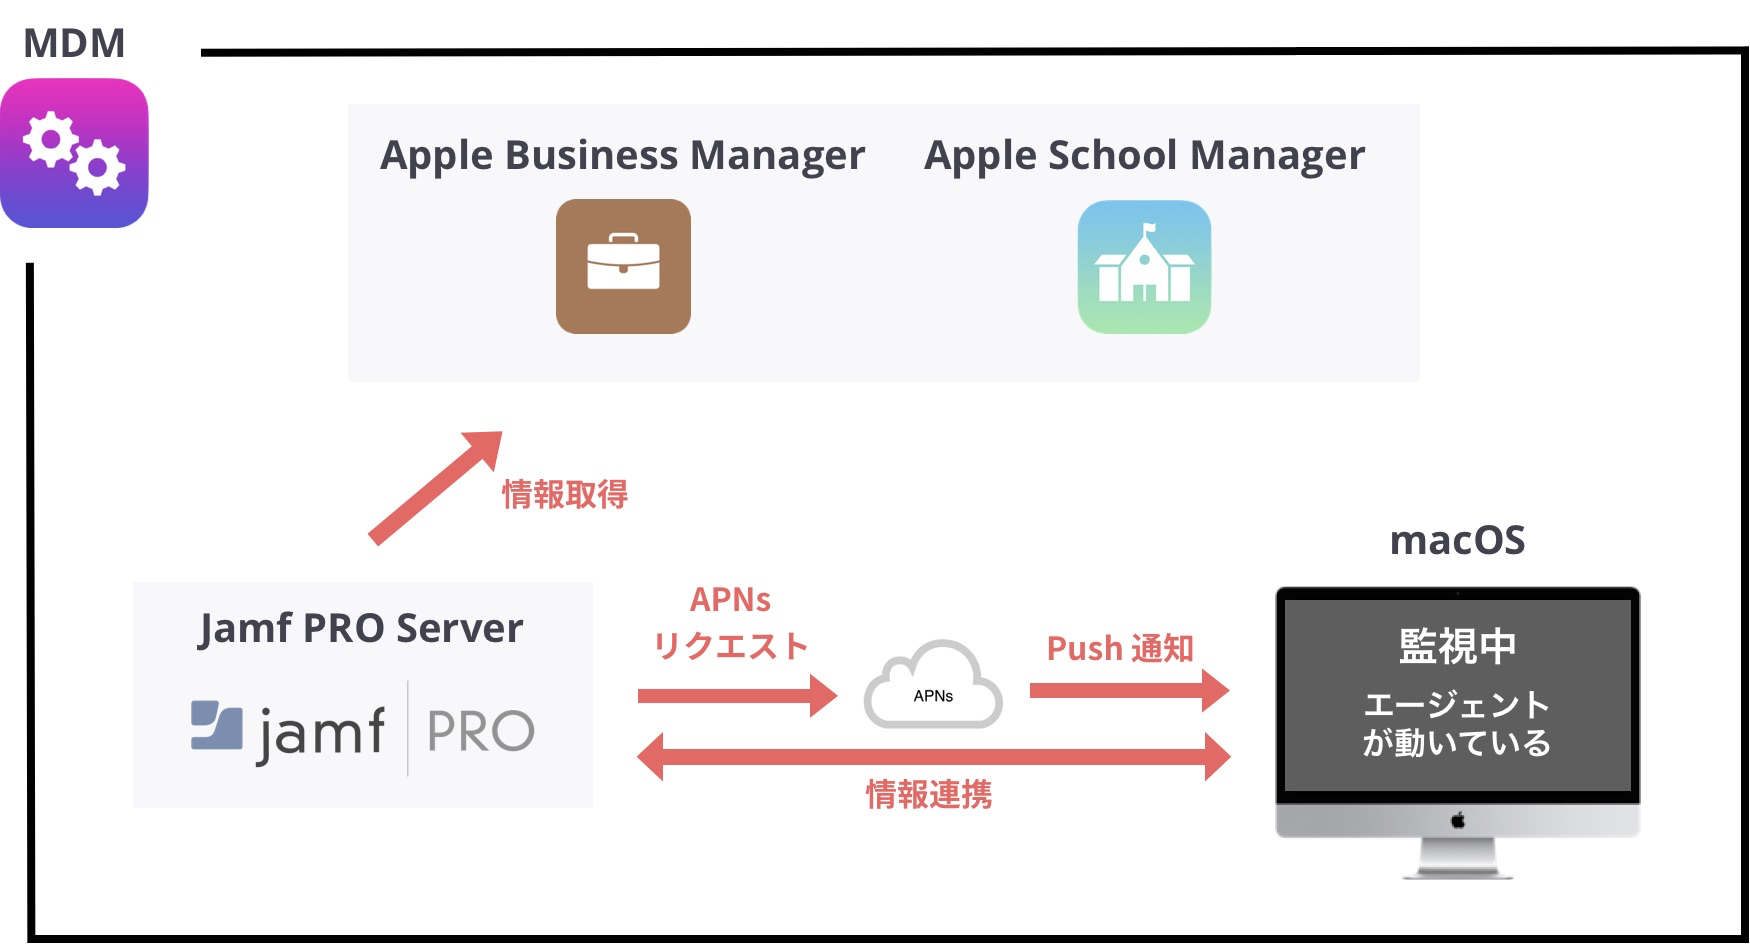 MDM
Apple Business Manager
Apple School Manager
情報取得
Jamf PRO Server
jamf PRO
APNs
リクエスト
APNs
Push 通知
情報連携
macOS
監視中
エージェント
が動いている